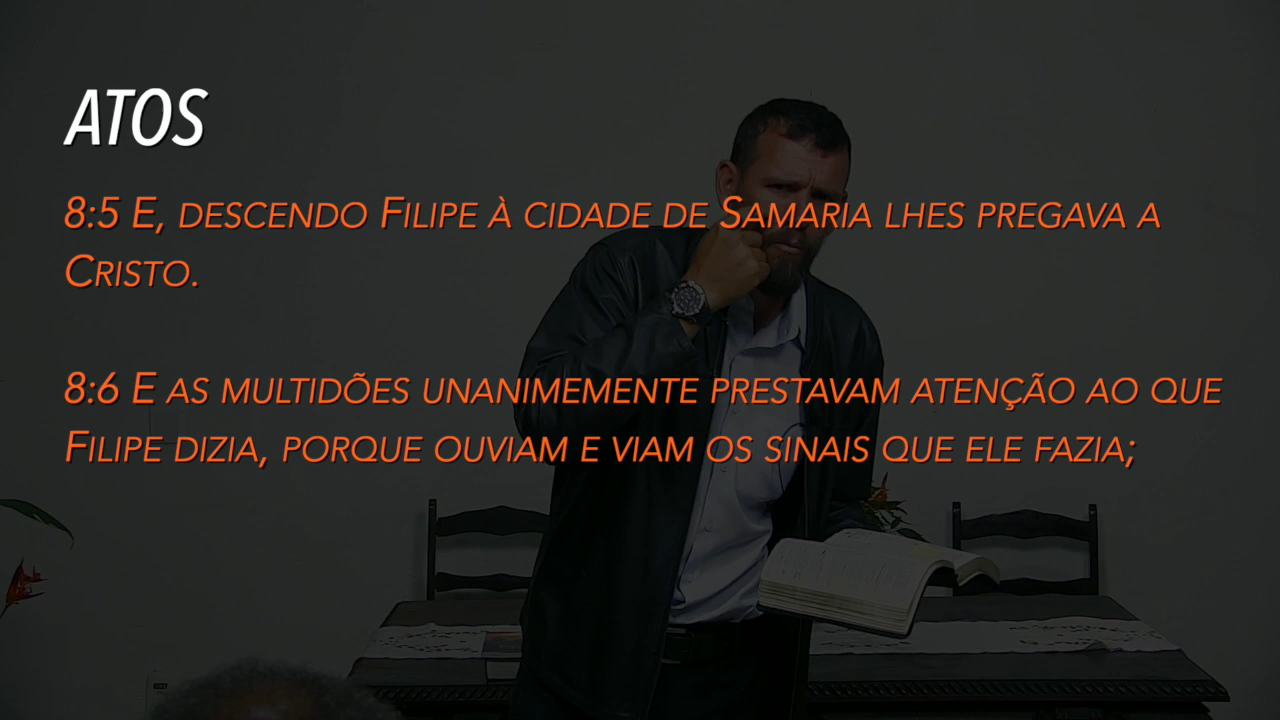 ATOS
8:5 E, DESCENDO FILIPE À CIDADE DE SAMARIA LHES PREGAVA A
CRISTO.
8:6 E AS MULTIDÕES UNANIMEMENTE PRESTAVAM ATENÇÃO AO QUE
FILIPE DIZIA, PORQUE OUVIAM E VIAM OS SINAIS QUE ELE FAZIA;